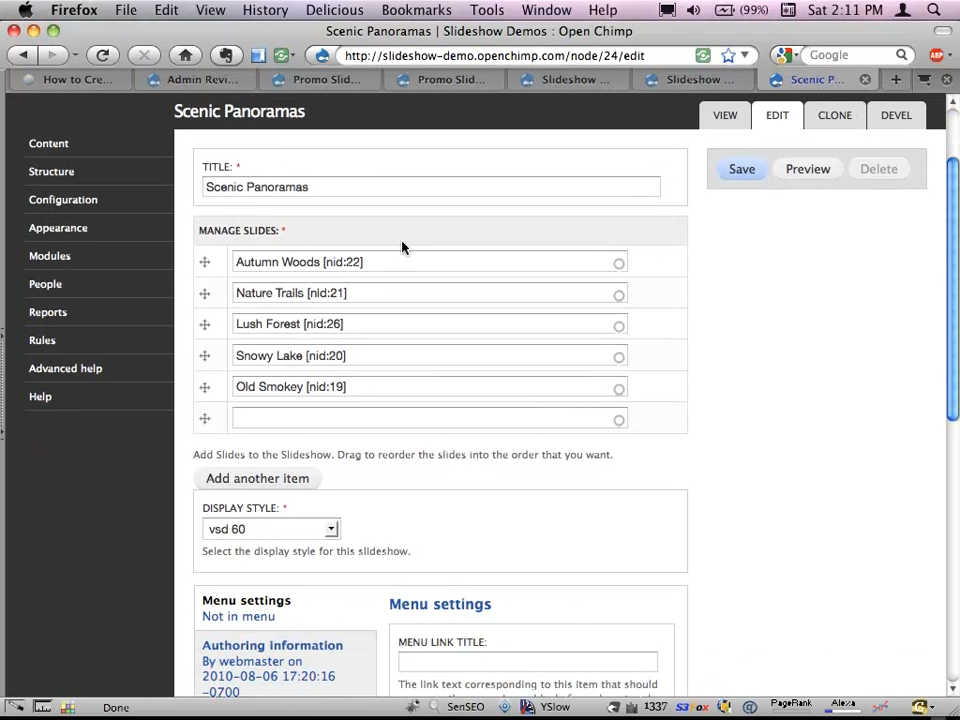 Firefox File Edit View History Delicious Bookmarks Tools Window Help (99%) Sat 2:11 PM
Scenic Panoramas | Slideshow Demos : Open Chimp
http://slideshow-demo.openchimp.com/node/24/edit Google ABP
How to Cre... Admin Revi... Promo Slid... Promo Slid... Slideshow ... Slideshow ... Scenic P...
Scenic Panoramas
VIEW EDIT CLONE DEVEL
Content
Structure
Configuration
Appearance
Modules
People
Reports
Rules
Advanced help
Help
TITLE: *
Scenic Panoramas
Save Preview Delete
MANAGE SLIDES: *
Autumn Woods [nid:22]
Nature Trails [nid:21]
Lush Forest [nid:26]
Snowy Lake [nid:20]
Old Smokey [nid:19]
Add Slides to the Slideshow. Drag to reorder the slides into the order that you want.
Add another item
DISPLAY STYLE: *
vsd 60
Select the display style for this slideshow.
Menu settings
Not in menu
Authoring information
By webmaster on
2010-08-06 17:20:16
-0700
Menu settings
MENU LINK TITLE:
The link text corresponding to this item that should
Done SenSEO YSlow 1337 S3Fox PageRank Alexa